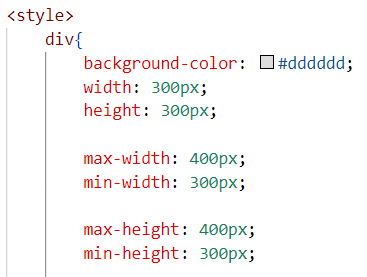 <style>
div{
background-color: #dddddd;
width: 300px;
height: 300px;
max-width: 400px;
min-width: 300px;
max-height: 400px;
min-height: 300px;